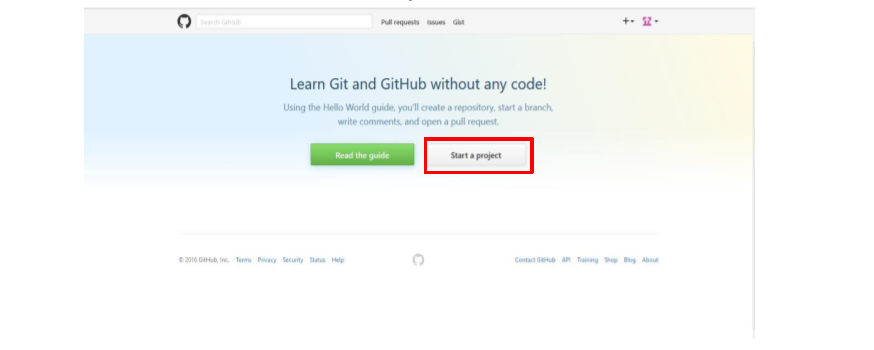 Search GitHub
Pull requests Issues Gist
Learn Git and GitHub without any code!
Using the Hello World guide, you'll create a repository, start a branch,
write comments, and open a pull request.
Read the guide
Start a project
© 2016 GitHub, Inc. Terms Privacy Security Status Help
Contact GitHub API Training Shop Blog About